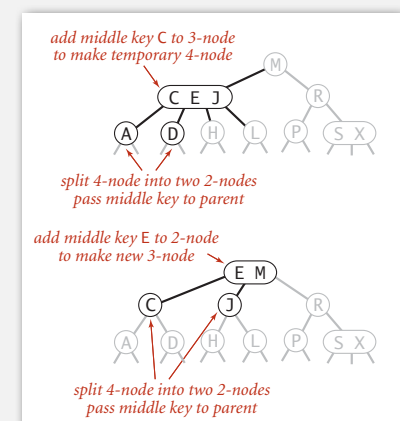 add middle key C to 3-node
to make temporary 4-node
M
C E J
R
A D H L P S X
split 4-node into two 2-nodes
pass middle key to parent
add middle key E to 2-node
to make new 3-node
E M
C J R
A D H L P S X
split 4-node into two 2-nodes
pass middle key to parent